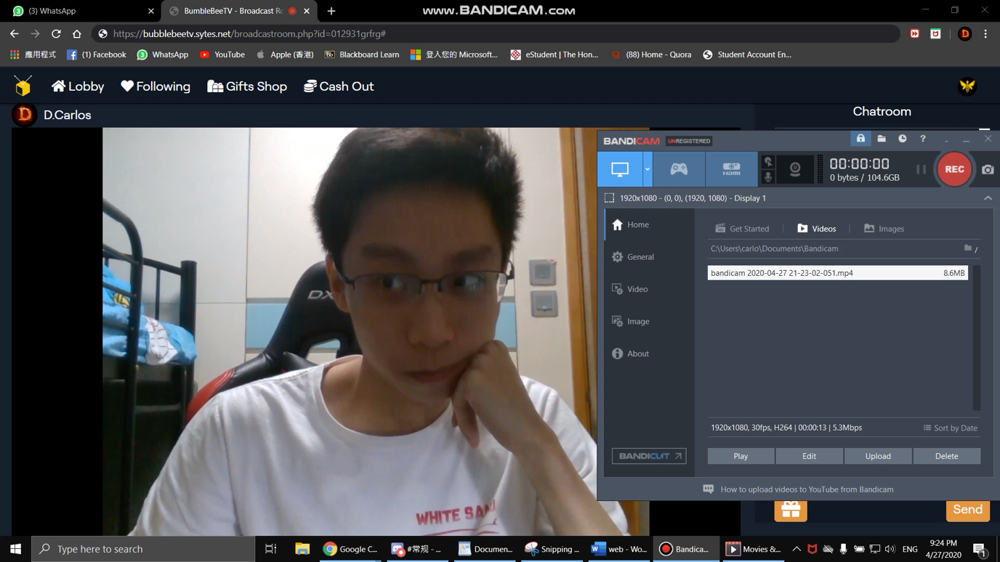 (3) WhatsApp
BumbleBeeTV - Broadcast Ro
www.BANDICAM.com
https://bubblebeetv.sytes.net/broadcastroom.php?id=012931grfrg#
應用程式 (1) Facebook WhatsApp YouTube Apple (香港) Bb Blackboard Learn 登入您的 Microsoft... eStudent | The Hon... (88) Home - Quora Student Account En...
Lobby Following Gifts Shop Cash Out
D D.Carlos
Chatroom
BANDICAM UNREGISTERED
HDMI
00:00:00
0 bytes / 104.6GB
REC
1920x1080 - (0, 0), (1920, 1080) - Display 1
Home
General
Video
Image
About
BANDICUT
Get Started Videos Images
C:\Users\carlo\Documents\Bandicam
/
bandicam 2020-04-27 21-23-02-051.mp4 8.6MB
1920x1080, 30fps, H264 | 00:00:13 | 5.3Mbps Sort by Date
Play Edit Upload Delete
How to upload videos to YouTube from Bandicam
DX
WHITE
Send
Type here to search
Google C...
#常规 - ...
Documen...
Snipping ...
web - Wo...
Bandica...
Movies &...
ENG
9:24 PM
4/27/2020
1